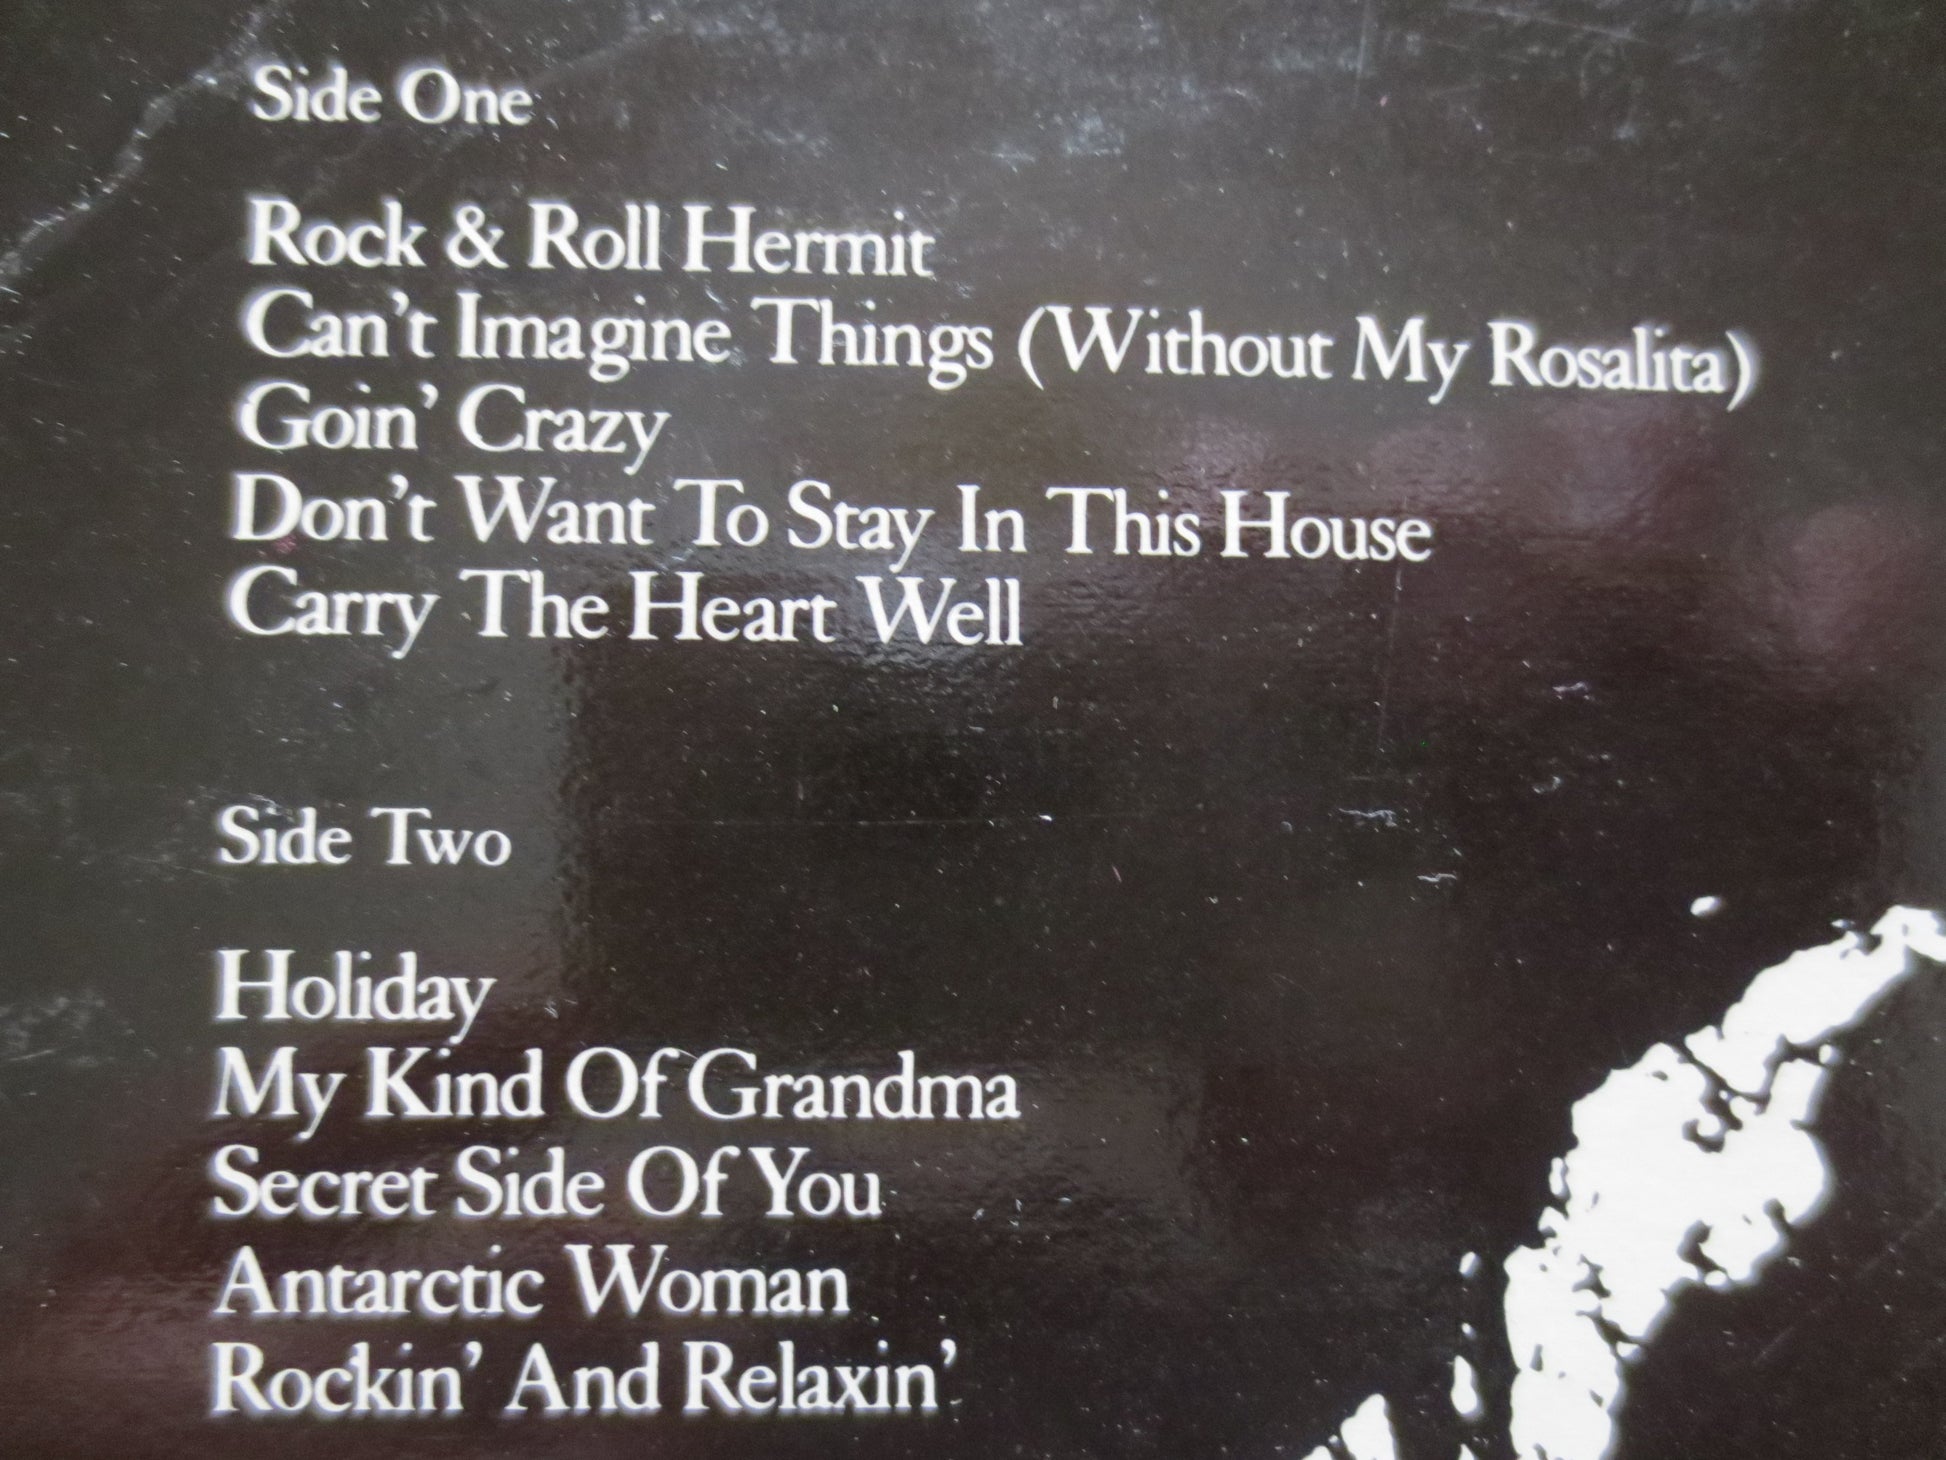 Side One
Rock & Roll Hermit
Can't Imagine Things (Without My Rosalita)
Goin' Crazy
Don't Want To Stay In This House
Carry The Heart Well
Side Two
Holiday
My Kind Of Grandma
Secret Side Of You
Antarctic Woman
Rockin' And Relaxin'